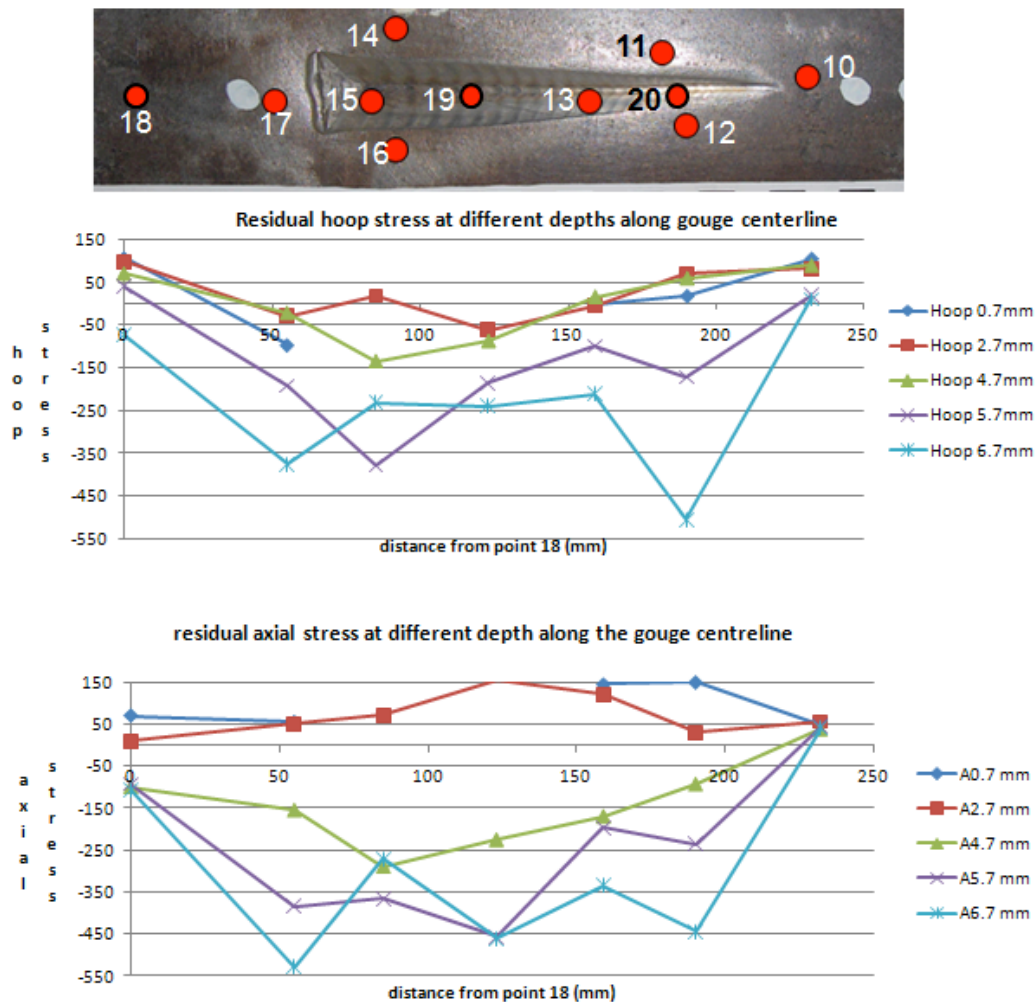 14
11
10
18
17
15
19
13
20
12
16
Residual hoop stress at different depths along gouge centerline
150
50
-50
-150
-250
-350
-450
-550
0
50
100
150
200
250
hoop stress
distance from point 18 (mm)
Hoop 0.7mm
Hoop 2.7mm
Hoop 4.7mm
Hoop 5.7mm
Hoop 6.7mm
residual axial stress at different depth along the gouge centreline
150
50
-50
-150
-250
-350
-450
-550
0
50
100
150
200
250
axial stress
distance from point 18 (mm)
A0.7 mm
A2.7 mm
A4.7 mm
A5.7 mm
A6.7 mm